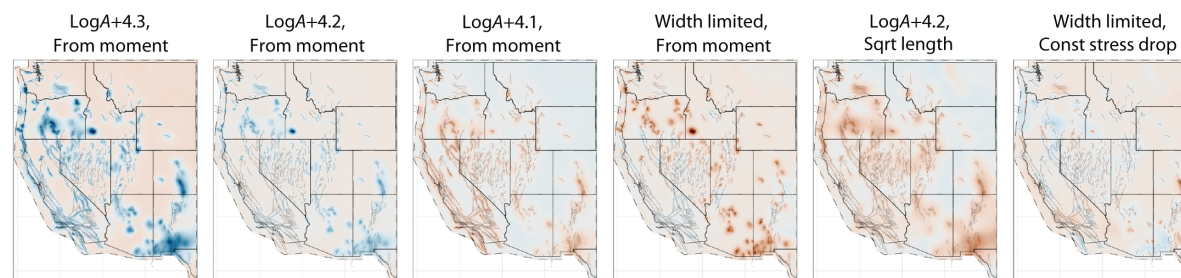 LogA+4.3,
From moment
LogA+4.2,
From moment
LogA+4.1,
From moment
Width limited,
From moment
LogA+4.2,
Sqrt length
Width limited,
Const stress drop